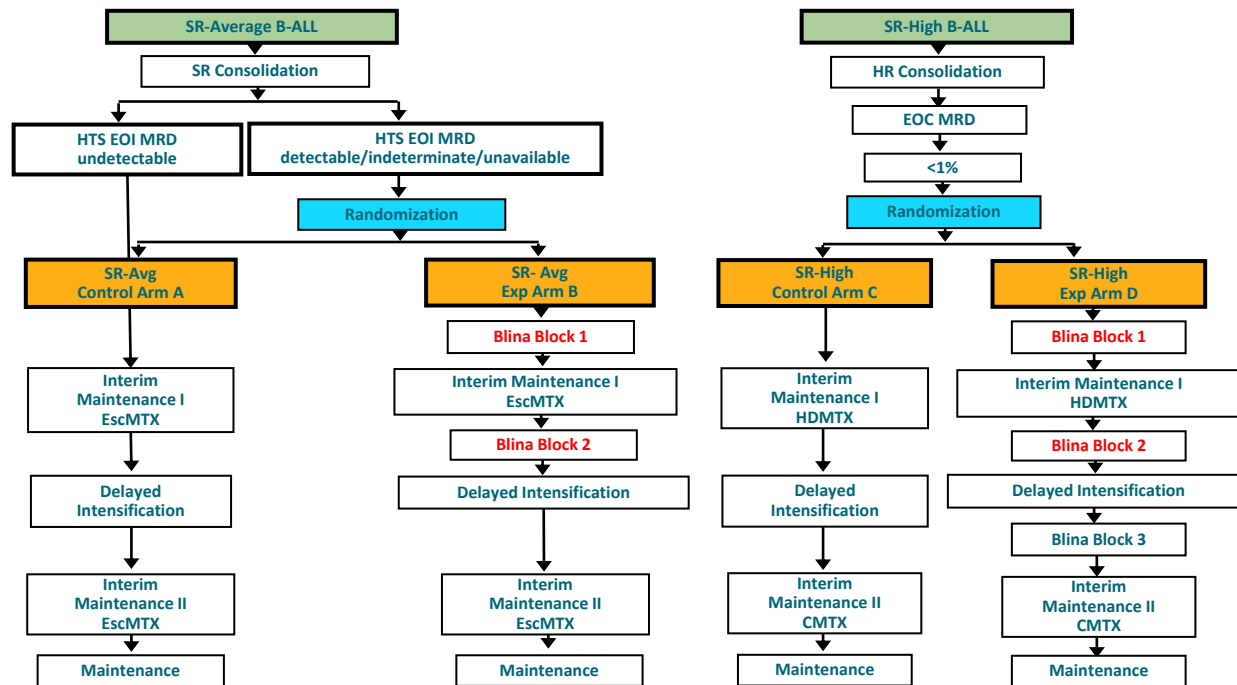 SR-Average B-ALL
SR Consolidation
HTS EOI MRD
undetectable
HTS EOI MRD
detectable/indeterminate/unavailable
Randomization
SR-Avg
Control Arm A
Interim
Maintenance I
EscMTX
Delayed
Intensification
Interim
Maintenance II
EscMTX
Maintenance
SR- Avg
Exp Arm B
Blina Block 1
Interim Maintenance I
EscMTX
Blina Block 2
Delayed Intensification
Interim
Maintenance II
EscMTX
Maintenance
SR-High B-ALL
HR Consolidation
EOC MRD
<1%
Randomization
SR-High
Control Arm C
Interim
Maintenance I
HDMTX
Delayed
Intensification
Interim
Maintenance II
CMTX
Maintenance
SR-High
Exp Arm D
Blina Block 1
Interim Maintenance I
HDMTX
Blina Block 2
Delayed Intensification
Blina Block 3
Interim
Maintenance II
CMTX
Maintenance